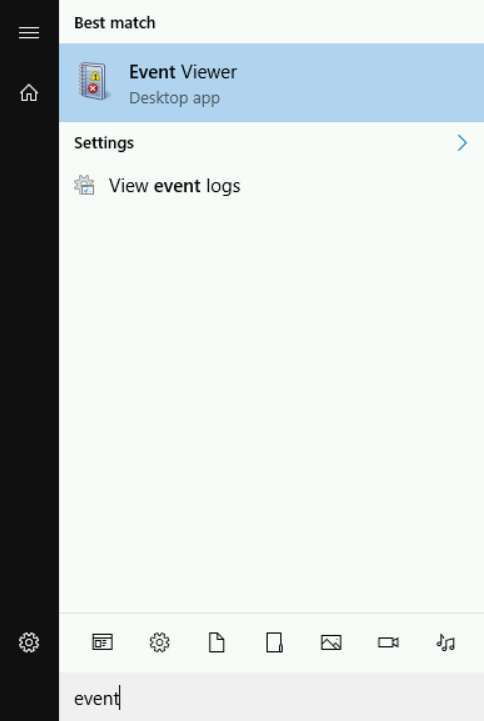 Best match
Event Viewer
Desktop app
Settings
View event logs
event